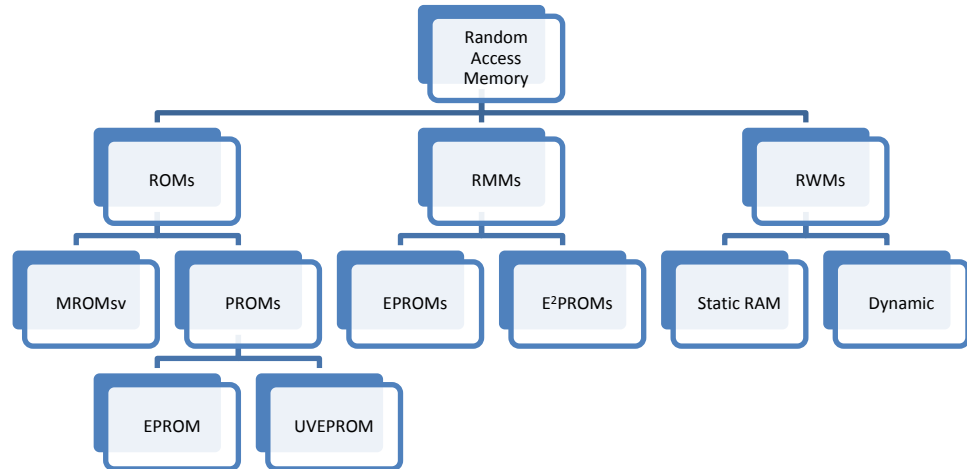 Random
Access
Memory
ROMs
RMMs
RWMs
MROMsv
PROMs
EPROMs
E²PROMs
Static RAM
Dynamic
EPROM
UVEPROM